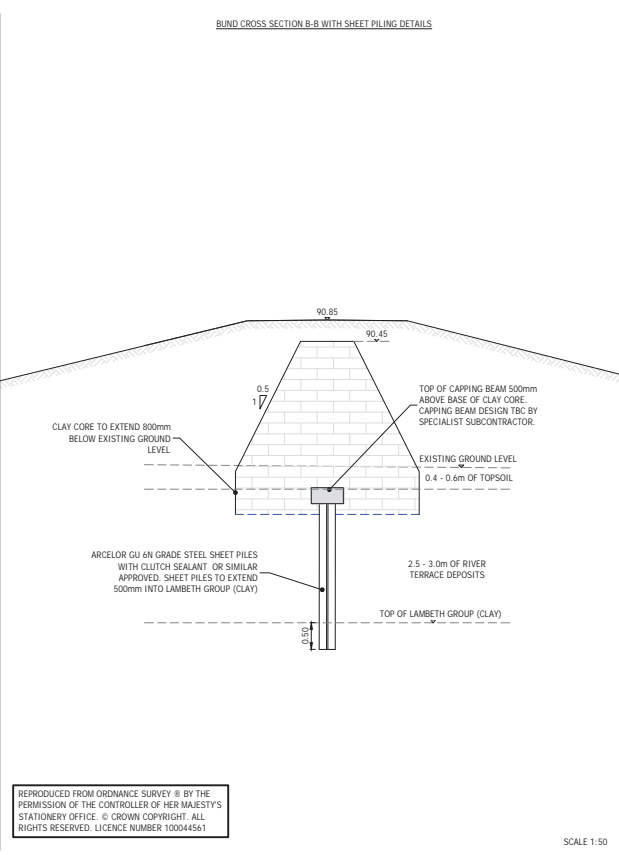 BUND CROSS SECTION B-B WITH SHEET PILING DETAILS
90.85
90.45
0.5
1
TOP OF CAPPING BEAM 500mm
ABOVE BASE OF CLAY CORE.
CAPPING BEAM DESIGN TBC BY
SPECIALIST SUBCONTRACTOR.
CLAY CORE TO EXTEND 800mm
BELOW EXISTING GROUND
LEVEL
EXISTING GROUND LEVEL
0.4 - 0.6m OF TOPSOIL
ARCELOR GU 6N GRADE STEEL SHEET PILES
WITH CLUTCH SEALANT OR SIMILAR
APPROVED. SHEET PILES TO EXTEND
500mm INTO LAMBETH GROUP (CLAY)
2.5 - 3.0m OF RIVER
TERRACE DEPOSITS
TOP OF LAMBETH GROUP (CLAY)
0.50
REPRODUCED FROM ORDNANCE SURVEY ® BY THE
PERMISSION OF THE CONTROLLER OF HER MAJESTY'S
STATIONERY OFFICE. © CROWN COPYRIGHT. ALL
RIGHTS RESERVED. LICENCE NUMBER 100044561
SCALE 1:50